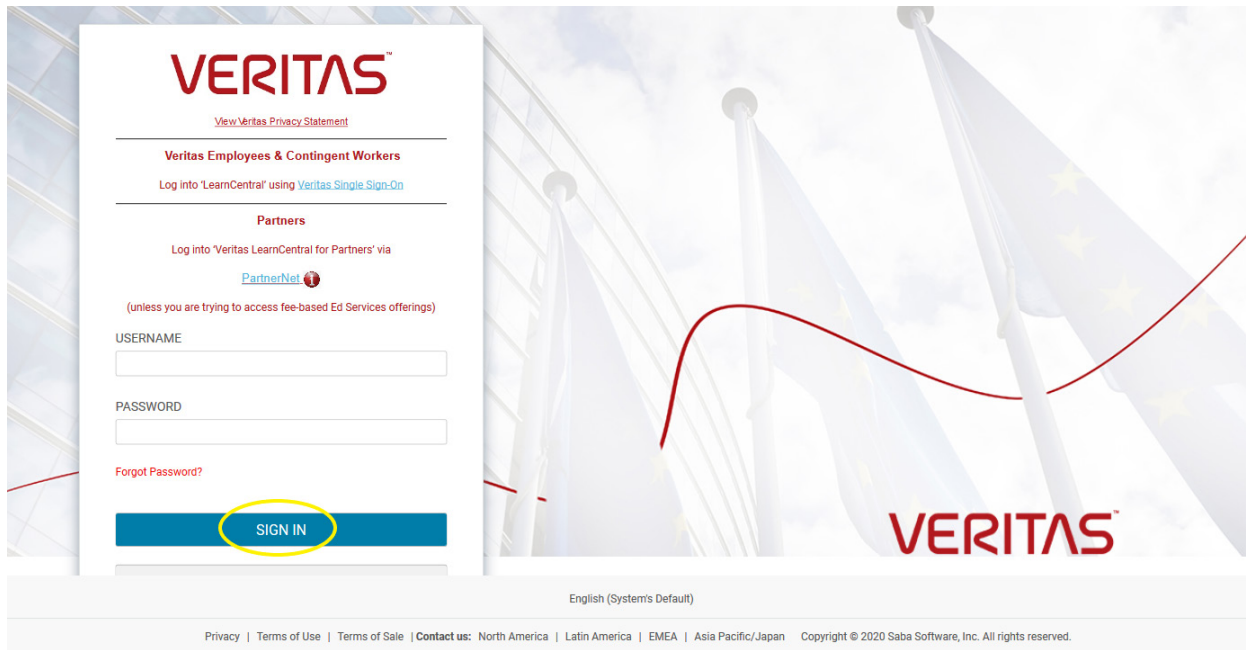 VERITAS™
View Veritas Privacy Statement
Veritas Employees & Contingent Workers
Log into 'LearnCentral' using Veritas Single Sign-On
Partners
Log into 'Veritas LearnCentral for Partners' via
PartnerNet i
(unless you are trying to access fee-based Ed Services offerings)
USERNAME
PASSWORD
Forgot Password?
SIGN IN
VERITAS™
English (System's Default)
Privacy | Terms of Use | Terms of Sale | Contact us: North America | Latin America | EMEA | Asia Pacific/Japan Copyright © 2020 Saba Software, Inc. All rights reserved.